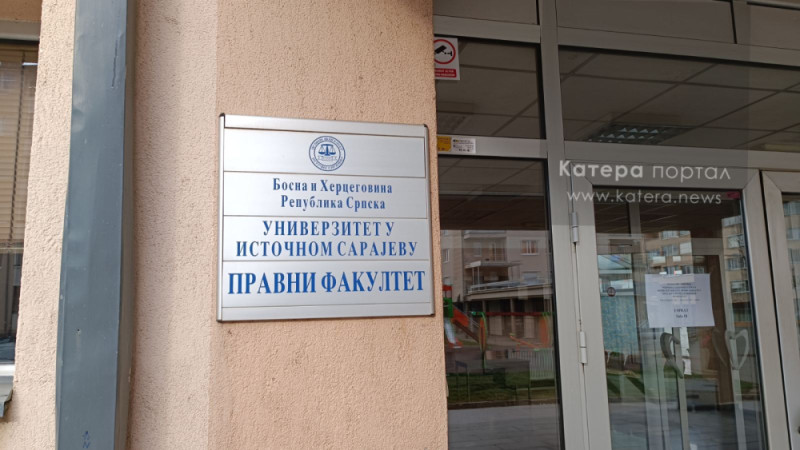 Босна и Херцеговина
Република Српска
УНИВЕРЗИТЕТ У
ИСТОЧНОМ САРАЈЕВУ
ПРАВНИ ФАКУЛТЕТ
Катера портал
www.katera.news